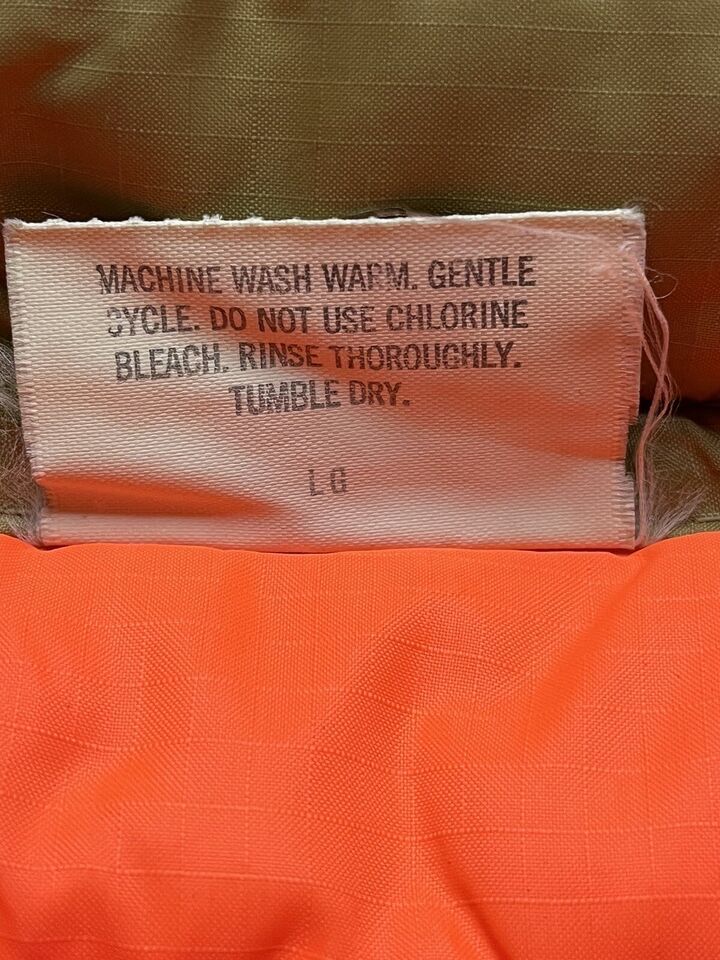 MACHINE WASH WARM. GENTLE
CYCLE. DO NOT USE CHLORINE
BLEACH. RINSE THOROUGHLY.
TUMBLE DRY.
LG